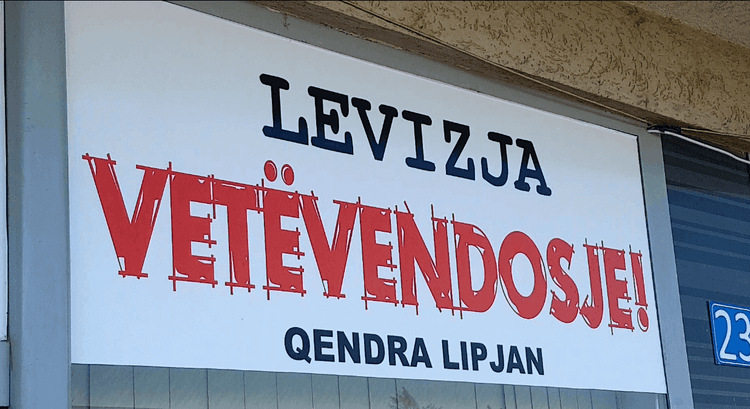 LEVIZJA
VETËVENDOSJE!
QENDRA LIPJAN
23